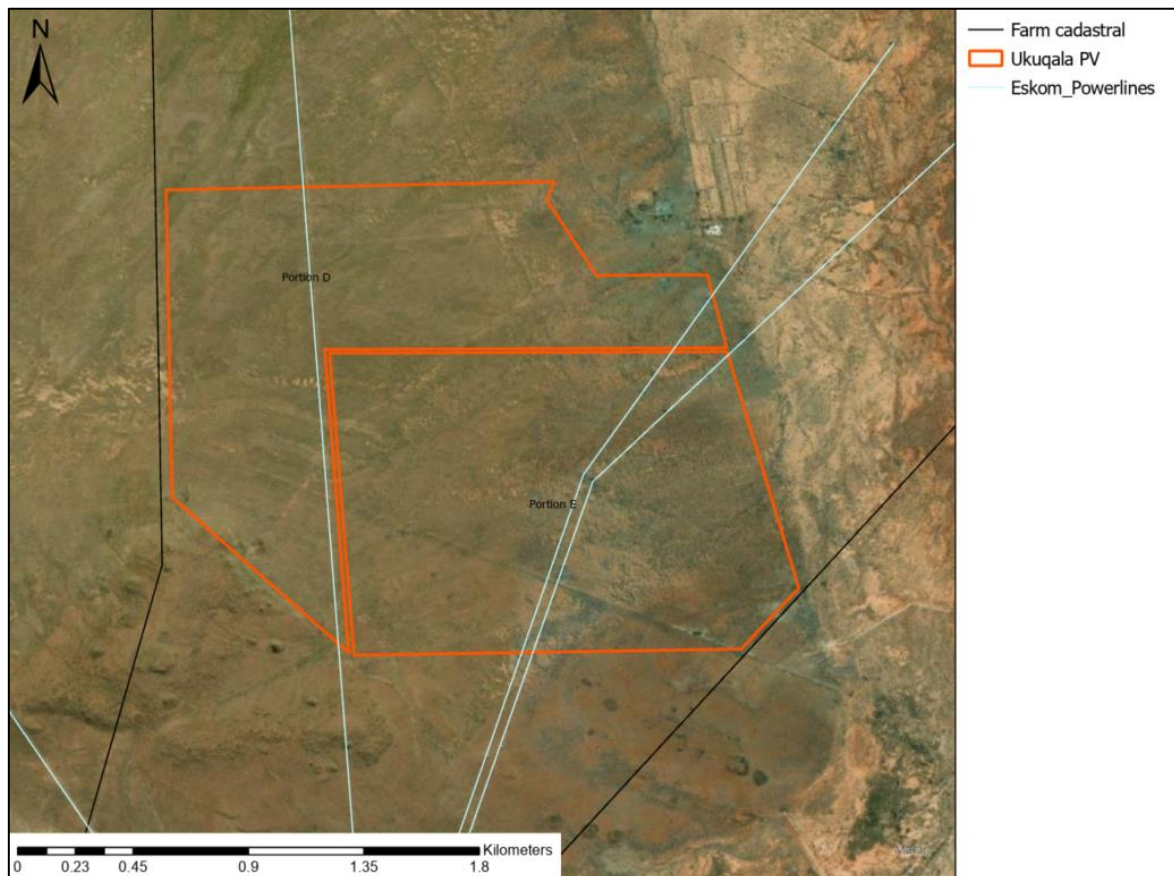 N
Farm cadastral
Ukuqala PV
Eskom_Powerlines
Portion D
Portion E
Kilometers
0 0.23 0.45 0.9 1.35 1.8